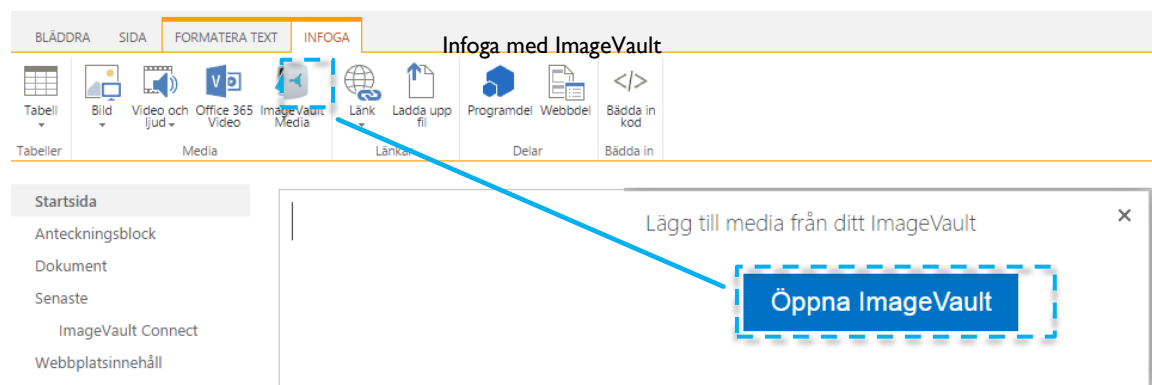 BLÄDDRA SIDA FORMATERA TEXT INFOGA
Infoga med ImageVault
Tabell Bild Video och ljud Office 365 Video ImageVault Media Länk Ladda upp fil Programdel Webbdel Bädda in kod
Tabeller Media Länkar Delar Bädda in
Startsida
Anteckningsblock
Dokument
Senaste
ImageVault Connect
Webbplatsinnehåll
Lägg till media från ditt ImageVault
Öppna ImageVault